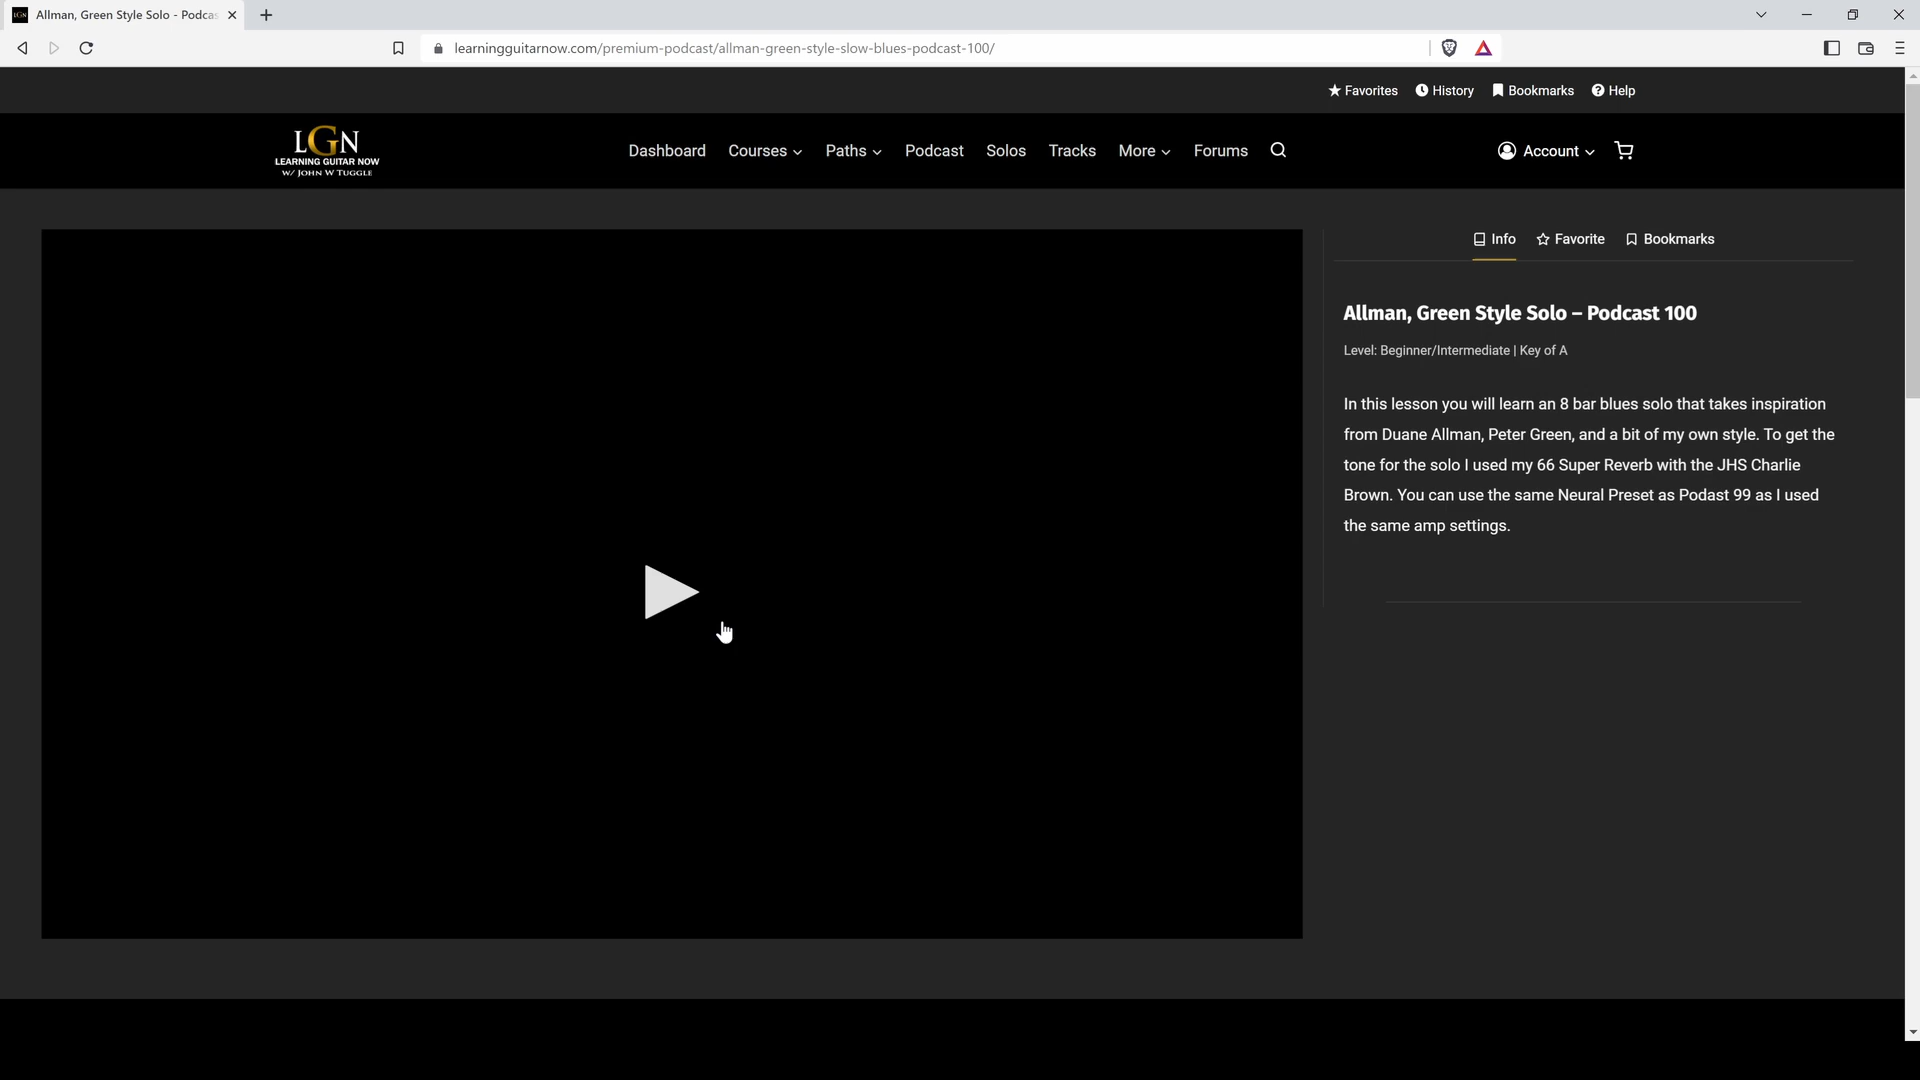 Allman, Green Style Solo - Podcas
learningguitarnow.com/premium-podcast/allman-green-style-slow-blues-podcast-100/
Favorites History Bookmarks Help
LGN
LEARNING GUITAR NOW
W/ JOHN W TUGGLE
Dashboard Courses Paths Podcast Solos Tracks More Forums Account
Info Favorite Bookmarks
Allman, Green Style Solo – Podcast 100
Level: Beginner/Intermediate | Key of A
In this lesson you will learn an 8 bar blues solo that takes inspiration
from Duane Allman, Peter Green, and a bit of my own style. To get the
tone for the solo I used my 66 Super Reverb with the JHS Charlie
Brown. You can use the same Neural Preset as Podast 99 as I used
the same amp settings.